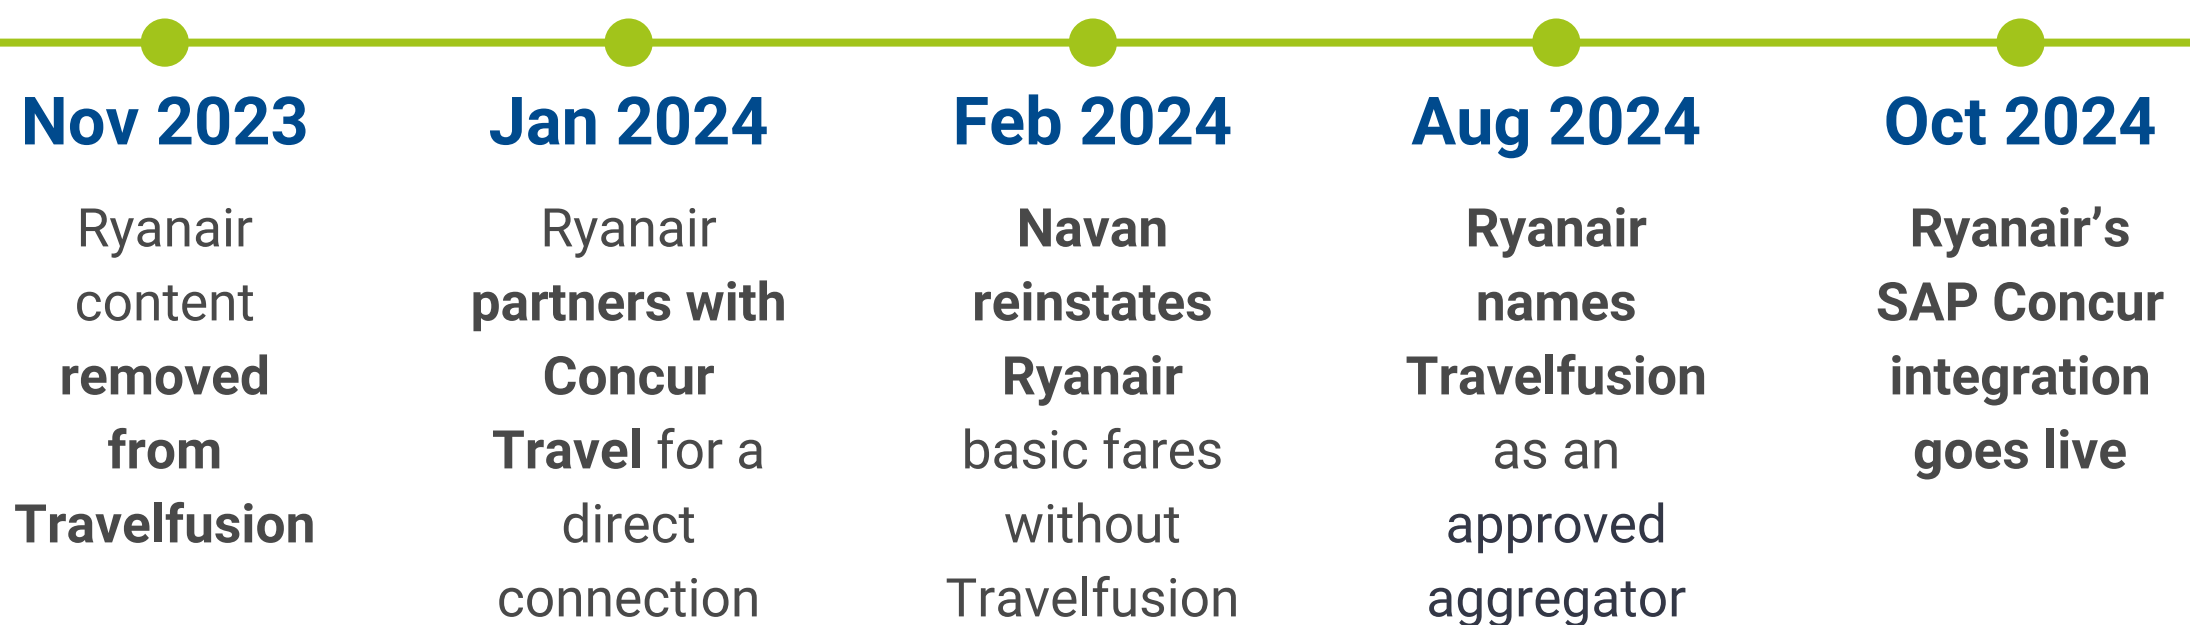 Nov 2023
Ryanair
content
removed
from
Travelfusion
Jan 2024
Ryanair
partners with
Concur
Travel for a
direct
connection
Feb 2024
Navan
reinstates
Ryanair
basic fares
without
Travelfusion
Aug 2024
Ryanair
names
Travelfusion
as an
approved
aggregator
Oct 2024
Ryanair’s
SAP Concur
integration
goes live